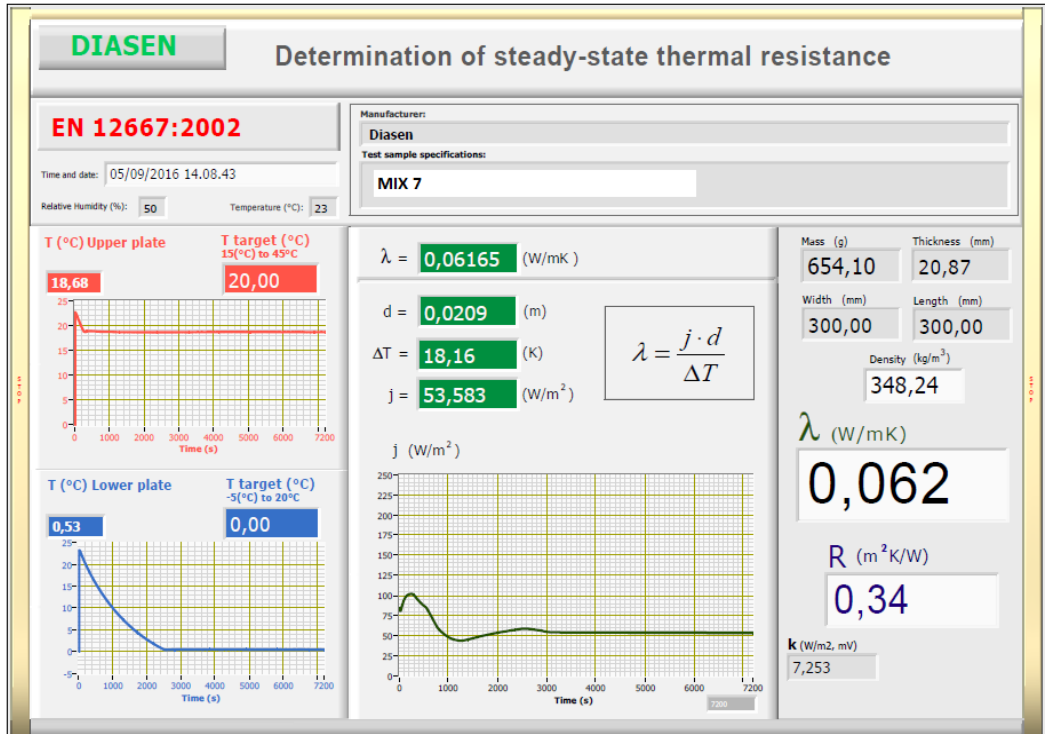 DIASEN
Determination of steady-state thermal resistance
EN 12667:2002
Time and date: 05/09/2016 14.08.43
Relative Humidity (%): 50 Temperature (°C): 23
Manufacturer:
Diasen
Test sample specifications:
MIX 7
T (°C) Upper plate
T target (°C)
15(°C) to 45°C
18,68
20,00
25
20
15
10
5
0
0 1000 2000 3000 4000 5000 6000 7200
Time (s)
T (°C) Lower plate
T target (°C)
-5(°C) to 20°C
0,53
0,00
25
20
15
10
5
0
-5
0 1000 2000 3000 4000 5000 6000 7200
Time (s)
λ = 0,06165 (W/mK )
d = 0,0209 (m)
ΔT = 18,16 (K)
j = 53,583 (W/m²)
λ = j · d / ΔT
j (W/m²)
250
225
200
175
150
125
100
75
50
25
0
0 1000 2000 3000 4000 5000 6000 7200
Time (s)
7200
Mass (g) Thickness (mm)
654,10 20,87
Width (mm) Length (mm)
300,00 300,00
Density (kg/m³)
348,24
λ (W/mK)
0,062
R (m²K/W)
0,34
k (W/m2, mV)
7,253
STOP
STOP